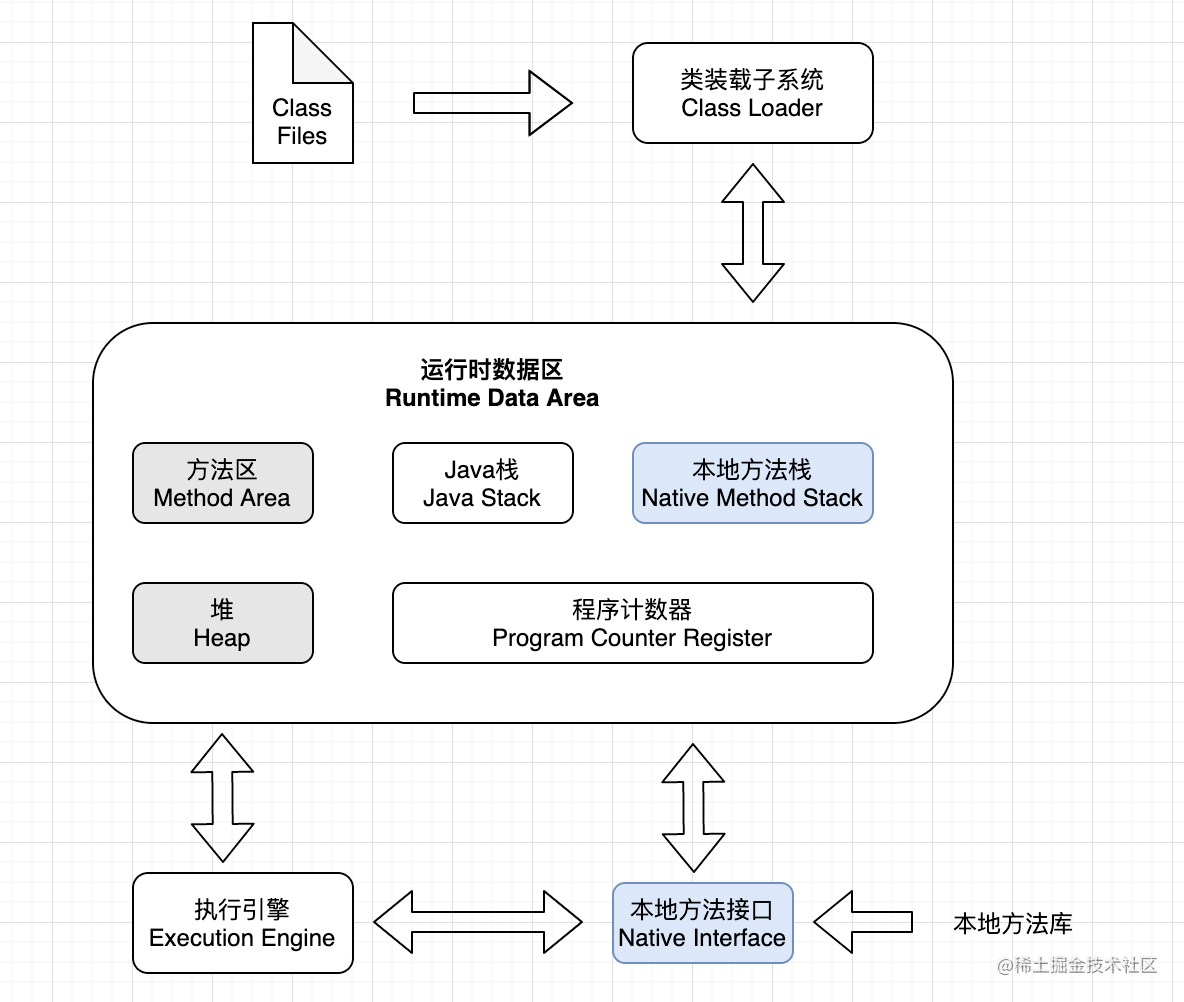 Class
Files
类装载子系统
Class Loader
运行时数据区
Runtime Data Area
方法区
Method Area
Java栈
Java Stack
本地方法栈
Native Method Stack
堆
Heap
程序计数器
Program Counter Register
执行引擎
Execution Engine
本地方法接口
Native Interface
本地方法库
@稀土掘金技术社区